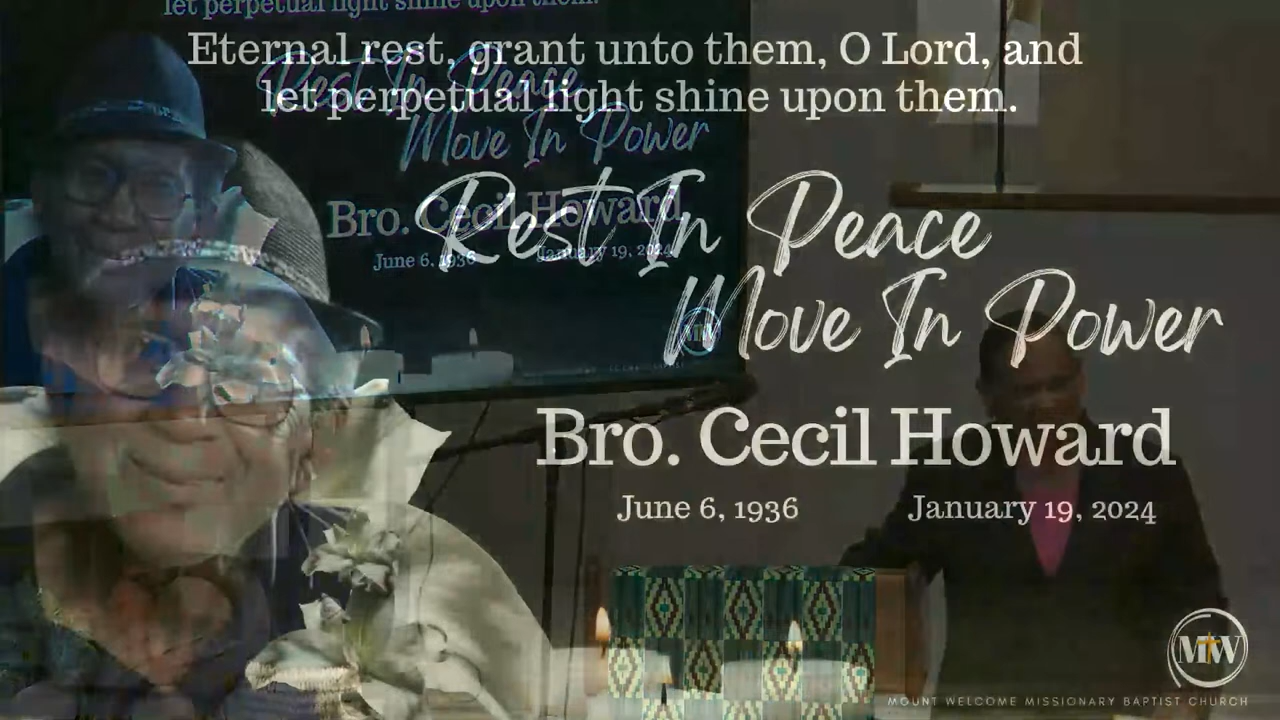 let perpetual light shine upon them.
Eternal rest, grant unto them, O Lord, and
let perpetual light shine upon them.
Rest In Peace
Move In Power
Rest In Peace
Move In Power
Bro. Cecil Howard
June 6, 1936 January 19, 2024
Bro. Cecil Howard
June 6, 1936 January 19, 2024
MW
MW
MOUNT WELCOME MISSIONARY BAPTIST CHURCH